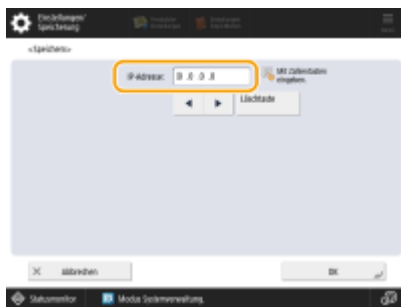 Einstellungen/
Speicherung
<Speichern>
IP-Adresse:
0 .0 .0 .0
Mit Zahlentasten
eingeben.
Löschtaste
Abbrechen
OK
Statusmonitor
Modus Systemverwaltung.